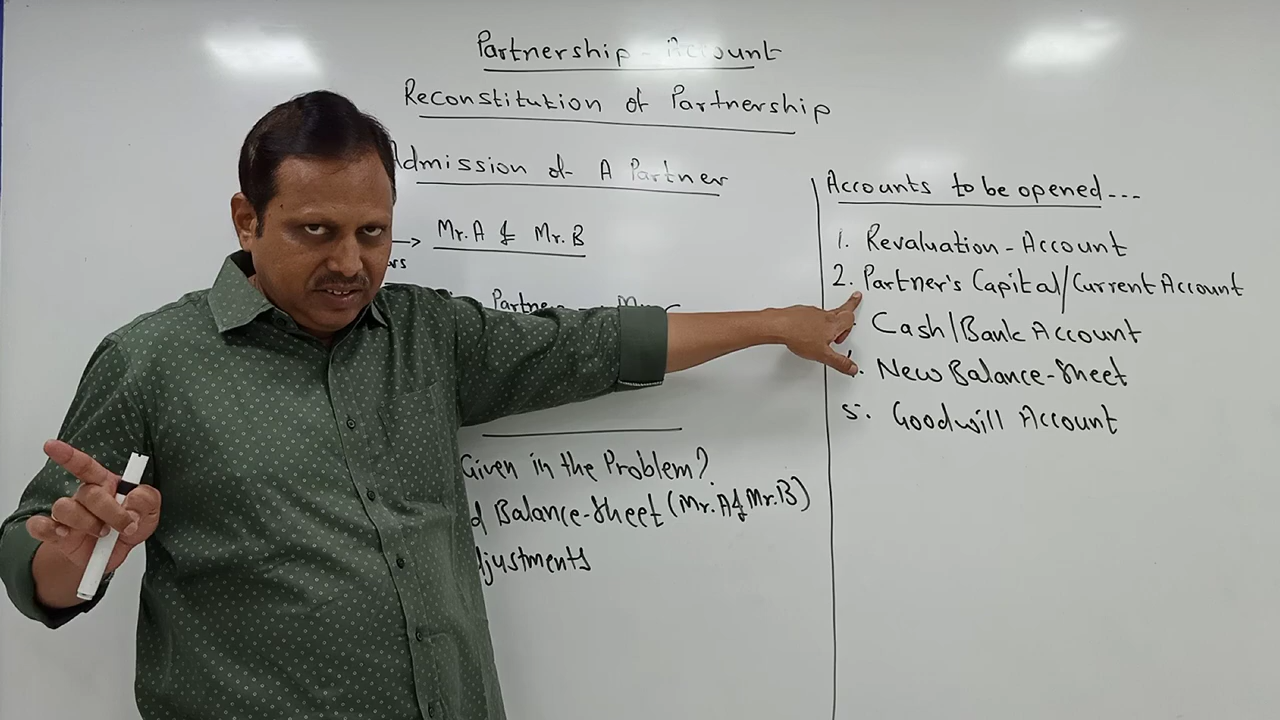 Partnership - Account
Reconstitution of Partnership
Admission of A Partner
→ Mr. A & Mr. B
Given in the Problem?
Balance-Sheet (Mr. A & Mr. B)
Accounts to be opened---
1. Revaluation - Account
2. Partner's Capital/Current Account
Cash/Bank Account
New Balance-Sheet
5. Goodwill Account